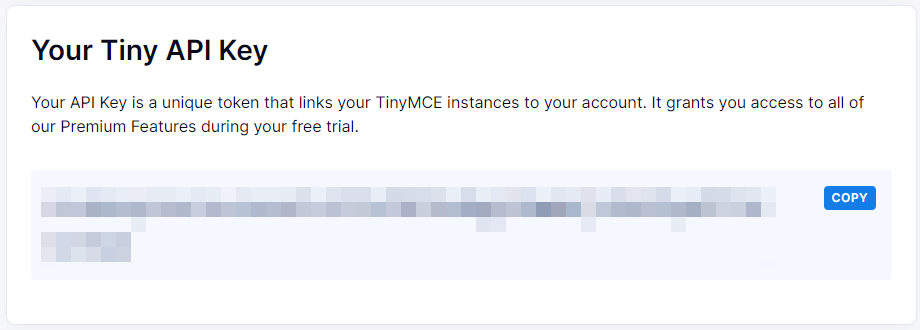 Your Tiny API Key
Your API Key is a unique token that links your TinyMCE instances to your account. It grants you access to all of
our Premium Features during your free trial.
COPY